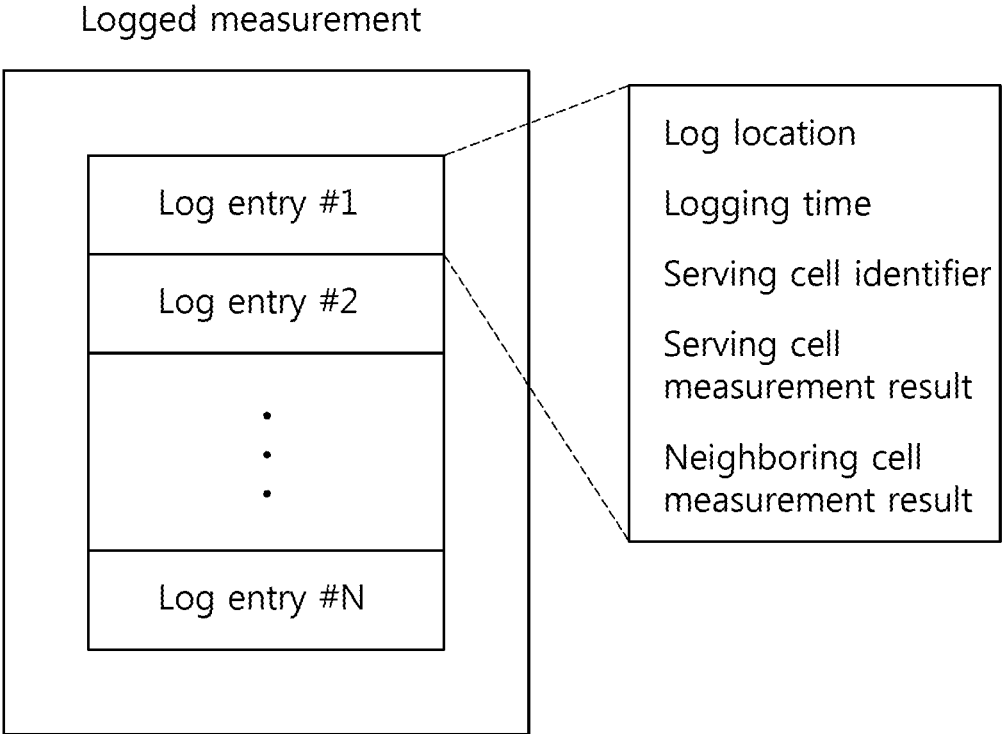 Logged measurement
Log entry #1
Log entry #2
Log entry #N
Log location
Logging time
Serving cell identifier
Serving cell
measurement result
Neighboring cell
measurement result